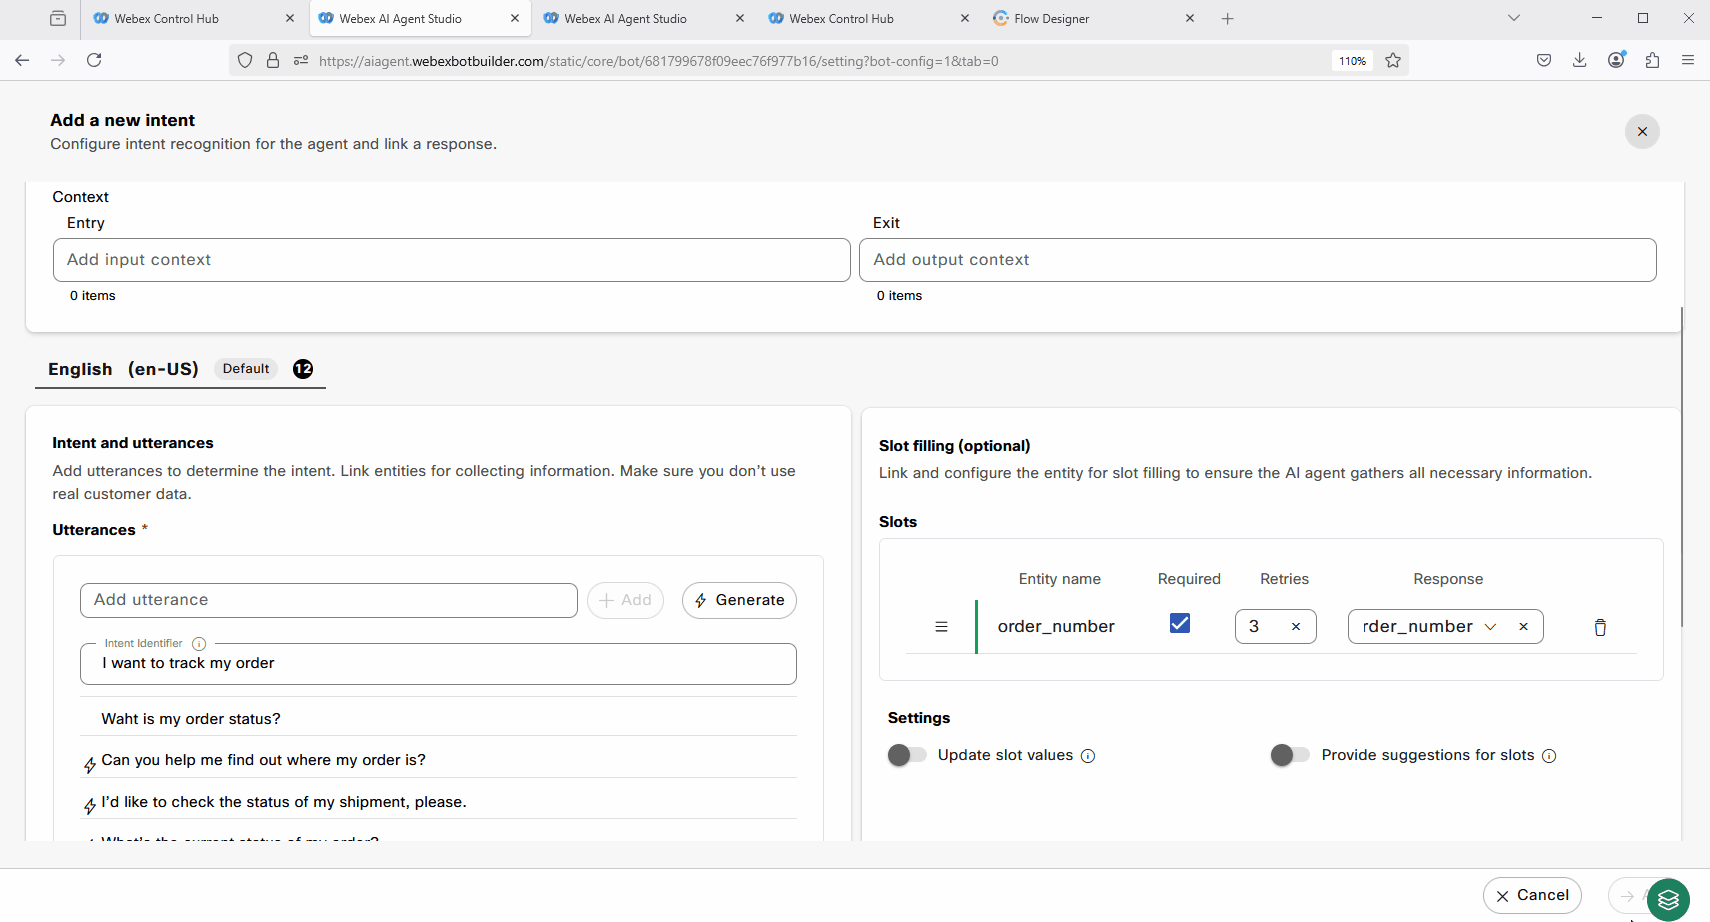 Webex Control Hub
Webex AI Agent Studio
Webex AI Agent Studio
Webex Control Hub
Flow Designer
https://aiagent.webexbotbuilder.com/static/core/bot/681799678f09eec76f977b16/setting?bot-config=1&tab=0
110%
Add a new intent
Configure intent recognition for the agent and link a response.
Context
Entry
Exit
Add input context
Add output context
0 items
0 items
English (en-US) Default 12
Intent and utterances
Add utterances to determine the intent. Link entities for collecting information. Make sure you don't use
real customer data.
Utterances *
Add utterance
Add
Generate
Intent Identifier
I want to track my order
Waht is my order status?
Can you help me find out where my order is?
I'd like to check the status of my shipment, please.
What's the current status of my order?
Slot filling (optional)
Link and configure the entity for slot filling to ensure the AI agent gathers all necessary information.
Slots
Entity name Required Retries Response
order_number 3 rder_number
Settings
Update slot values
Provide suggestions for slots
Cancel